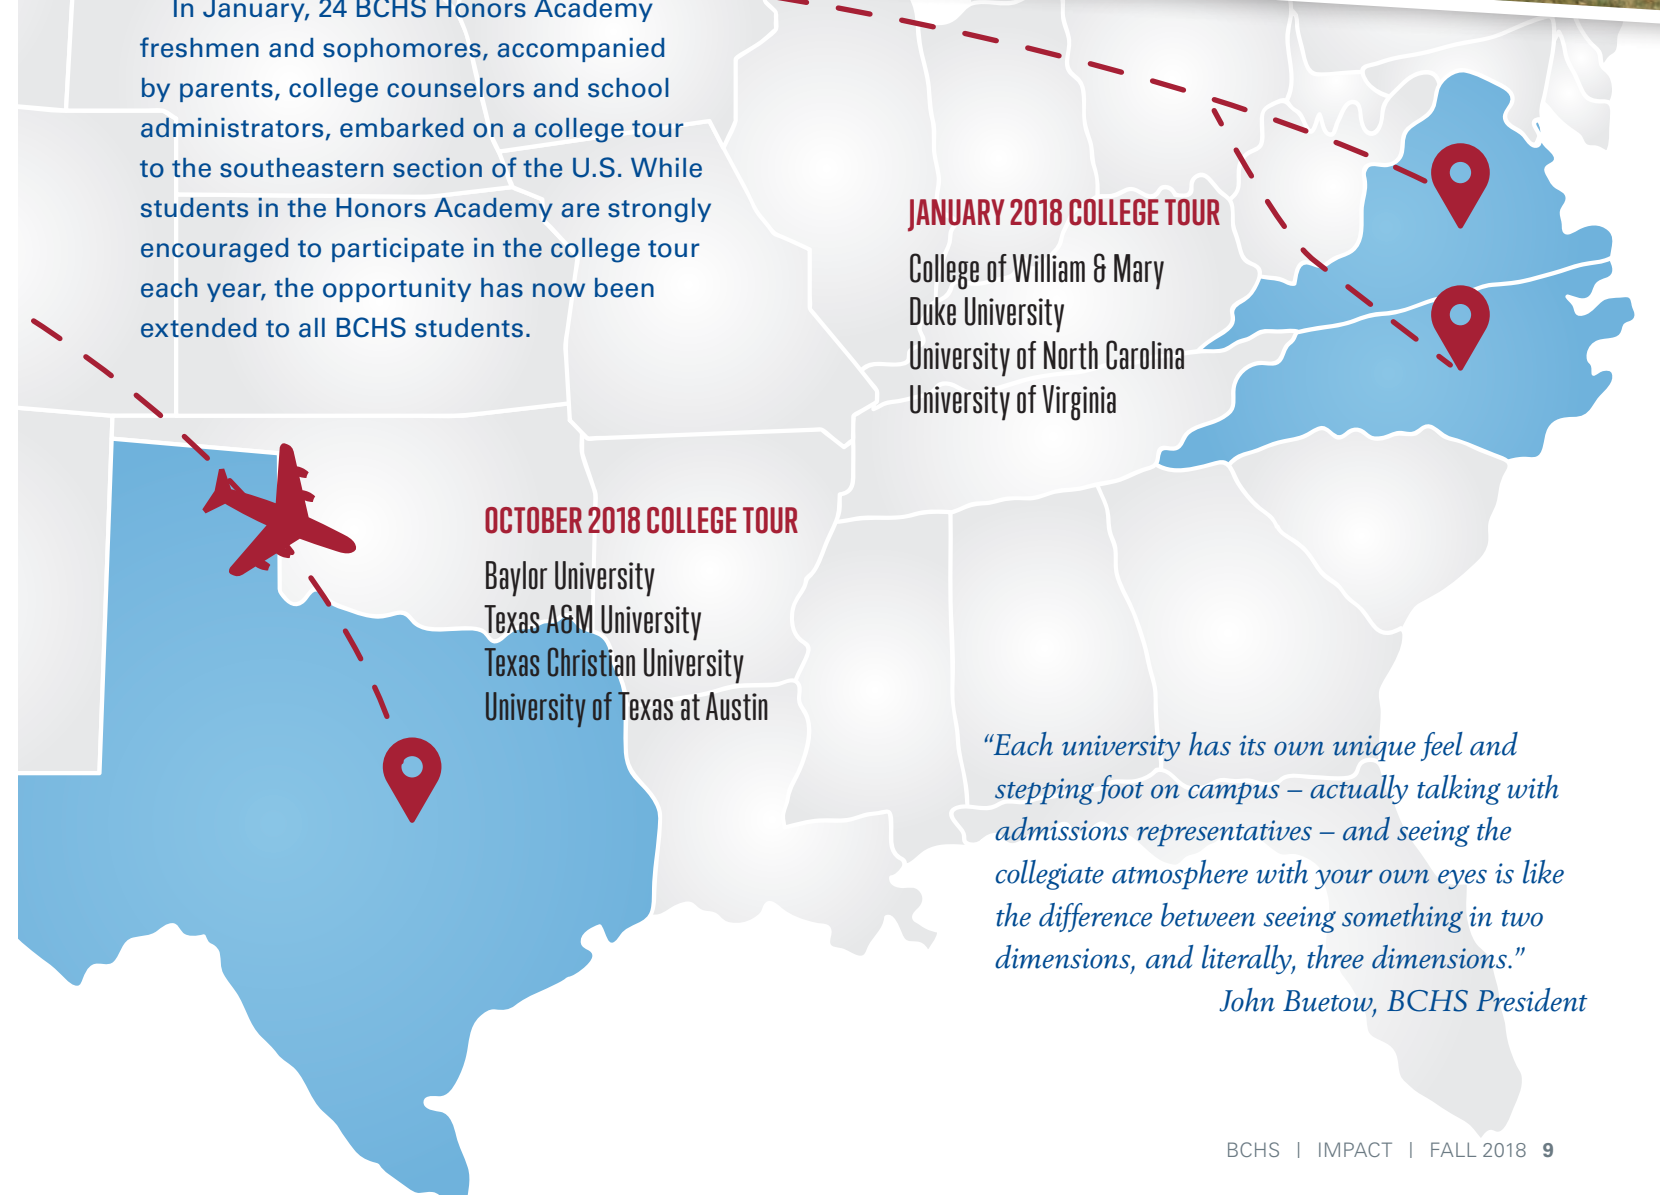 In January, 24 BCHS Honors Academy
freshmen and sophomores, accompanied
by parents, college counselors and school
administrators, embarked on a college tour
to the southeastern section of the U.S. While
students in the Honors Academy are strongly
encouraged to participate in the college tour
each year, the opportunity has now been
extended to all BCHS students.
JANUARY 2018 COLLEGE TOUR
College of William & Mary
Duke University
University of North Carolina
University of Virginia
OCTOBER 2018 COLLEGE TOUR
Baylor University
Texas A&M University
Texas Christian University
University of Texas at Austin
“Each university has its own unique feel and
stepping foot on campus – actually talking with
admissions representatives – and seeing the
collegiate atmosphere with your own eyes is like
the difference between seeing something in two
dimensions, and literally, three dimensions.”
John Buetow, BCHS President
BCHS | IMPACT | FALL 2018 9